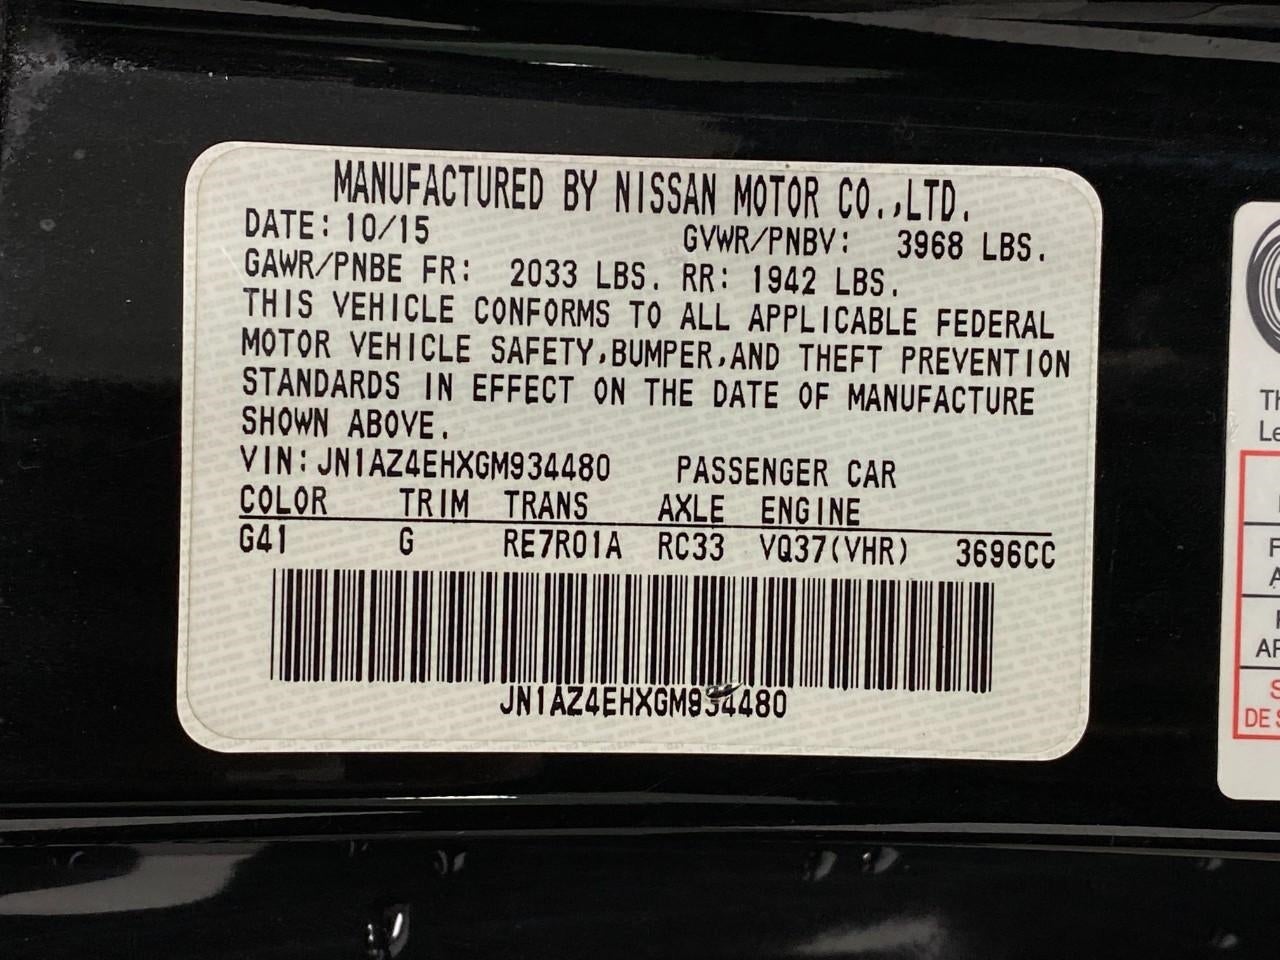 MANUFACTURED BY NISSAN MOTOR CO.,LTD.
DATE: 10/15
GVWR/PNBV: 3968 LBS.
GAWR/PNBE FR: 2033 LBS. RR: 1942 LBS.
THIS VEHICLE CONFORMS TO ALL APPLICABLE FEDERAL
MOTOR VEHICLE SAFETY,BUMPER,AND THEFT PREVENTION
STANDARDS IN EFFECT ON THE DATE OF MANUFACTURE
SHOWN ABOVE.
VIN:JN1AZ4EHXGM934480 PASSENGER CAR
COLOR TRIM TRANS AXLE ENGINE
G41 G RE7R01A RC33 VQ37(VHR) 3696CC
JN1AZ4EHXGM934480